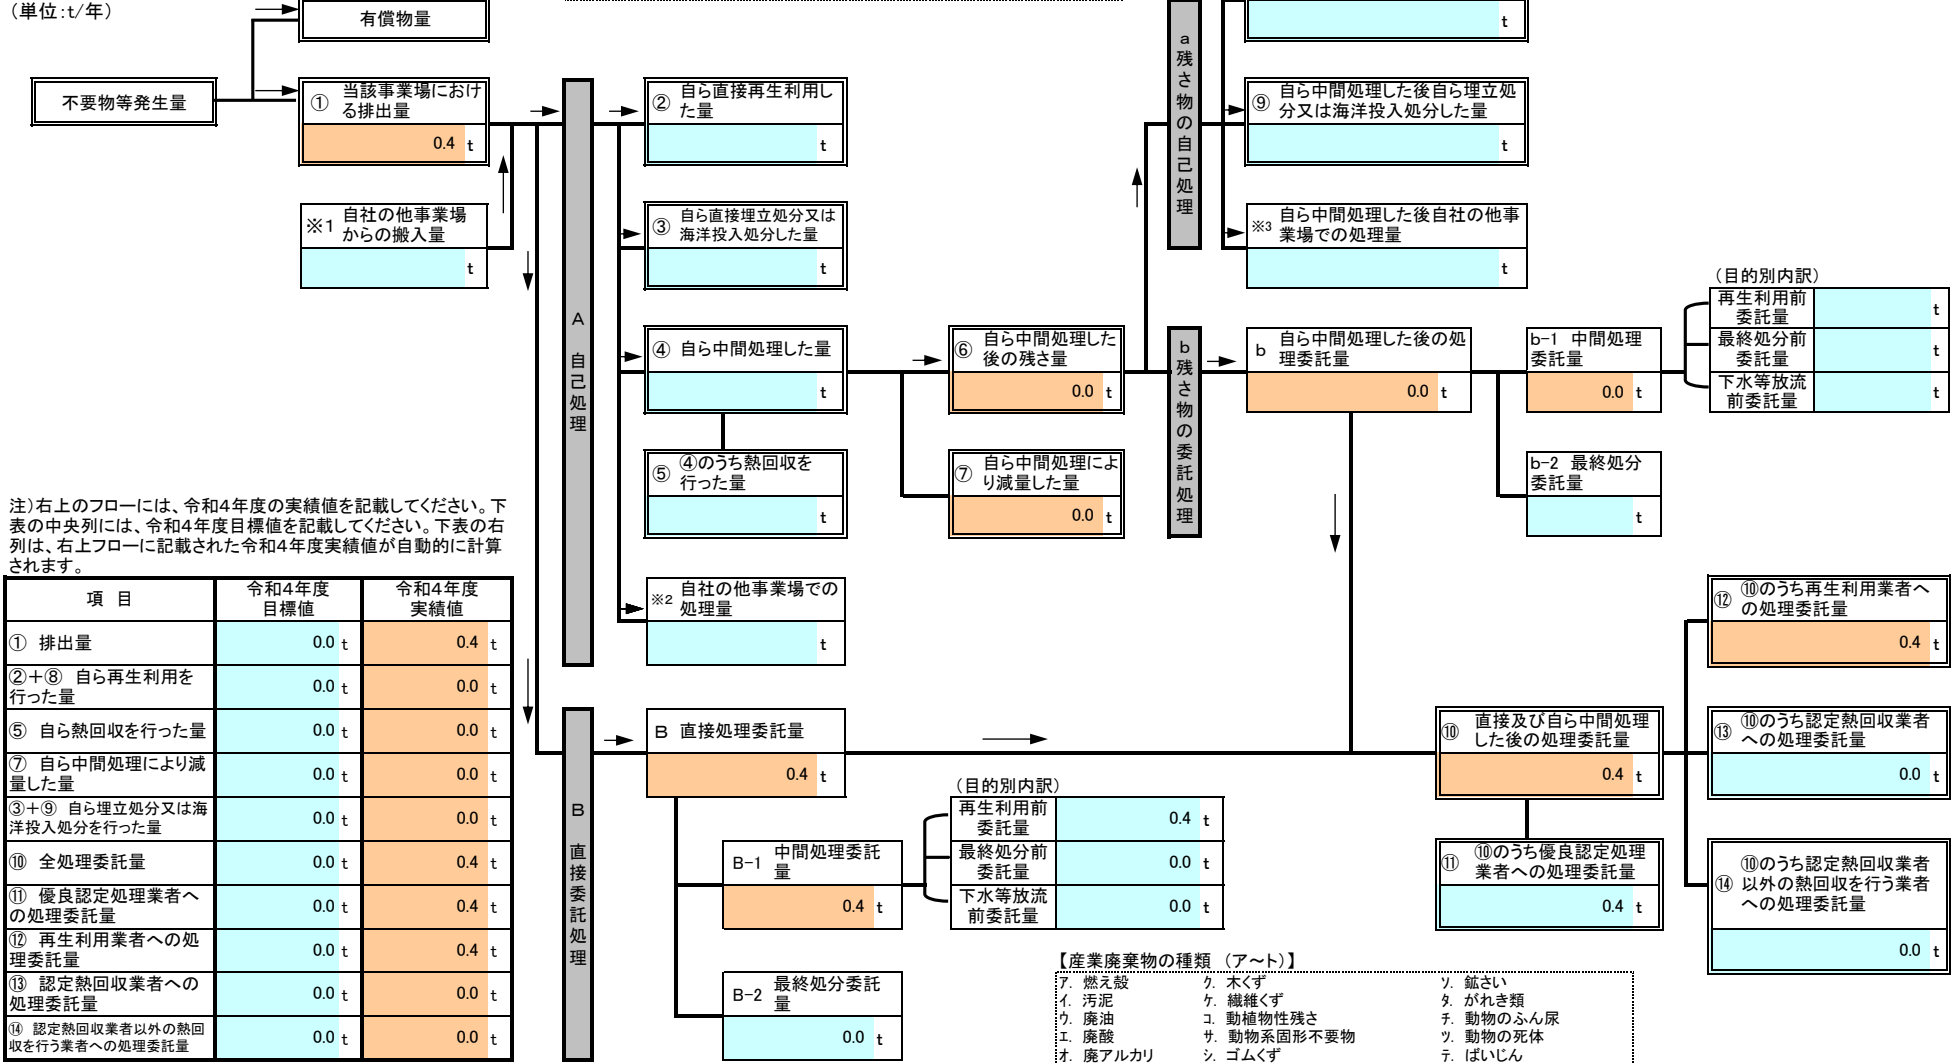 (単位:t/年)
有償物量
不要物等発生量
① 当該事業場におけ
る排出量
0.4 t
※1 自社の他事業場
からの搬入量
t
A 自己処理
② 自ら直接再生利用し
た量
t
③ 自ら直接埋立処分又は
海洋投入処分した量
t
④ 自ら中間処理した量
t
⑤ ④のうち熱回収を
行った量
t
※2 自社の他事業場での
処理量
t
⑥ 自ら中間処理した
後の残さ量
0.0 t
⑦ 自ら中間処理によ
り減量した量
0.0 t
a 残さ物の自己処理
t
⑨ 自ら中間処理した後自ら埋立処
分又は海洋投入処分した量
t
※3 自ら中間処理した後自社の他事
業場での処理量
t
b 残さ物の委託処理
b 自ら中間処理した後の処
理委託量
0.0 t
b-1 中間処理
委託量
0.0 t
b-2 最終処分
委託量
t
(目的別内訳)
再生利用前
委託量
t
最終処分前
委託量
t
下水等放流
前委託量
t
注)右上のフローには、令和4年度の実績値を記載してください。下
表の中央列には、令和4年度目標値を記載してください。下表の右
列は、右上フローに記載された令和4年度実績値が自動的に計算
されます。
項 目
令和4年度
目標値
令和4年度
実績値
① 排出量
0.0 t
0.4 t
②+⑧ 自ら再生利用を
行った量
0.0 t
0.0 t
⑤ 自ら熱回収を行った量
0.0 t
0.0 t
⑦ 自ら中間処理により減
量した量
0.0 t
0.0 t
③+⑨ 自ら埋立処分又は海
洋投入処分を行った量
0.0 t
0.0 t
⑩ 全処理委託量
0.0 t
0.4 t
⑪ 優良認定処理業者へ
の処理委託量
0.0 t
0.4 t
⑫ 再生利用業者への処
理委託量
0.0 t
0.4 t
⑬ 認定熱回収業者への
処理委託量
0.0 t
0.0 t
⑭ 認定熱回収業者以外の熱回
収を行う業者への処理委託量
0.0 t
0.0 t
B 直接委託処理
B 直接処理委託量
0.4 t
B-1 中間処理委託
量
0.4 t
B-2 最終処分委託
量
0.0 t
(目的別内訳)
再生利用前
委託量
0.4 t
最終処分前
委託量
0.0 t
下水等放流
前委託量
0.0 t
⑩ 直接及び自ら中間処理
した後の処理委託量
0.4 t
⑪ ⑩のうち優良認定処理
業者への処理委託量
0.4 t
⑫ ⑩のうち再生利用業者へ
の処理委託量
0.4 t
⑬ ⑩のうち認定熱回収業者
への処理委託量
0.0 t
⑭ ⑩のうち認定熱回収業者
以外の熱回収を行う業者
への処理委託量
0.0 t
【産業廃棄物の種類 (ア~ト)】
ア. 燃え殻 ク. 木くず ソ. 鉱さい
イ. 汚泥 ケ. 繊維くず タ. がれき類
ウ. 廃油 コ. 動植物性残さ チ. 動物のふん尿
エ. 廃酸 サ. 動物系固形不要物 ツ. 動物の死体
オ. 廃アルカリ シ. ゴムくず テ. ばいじん